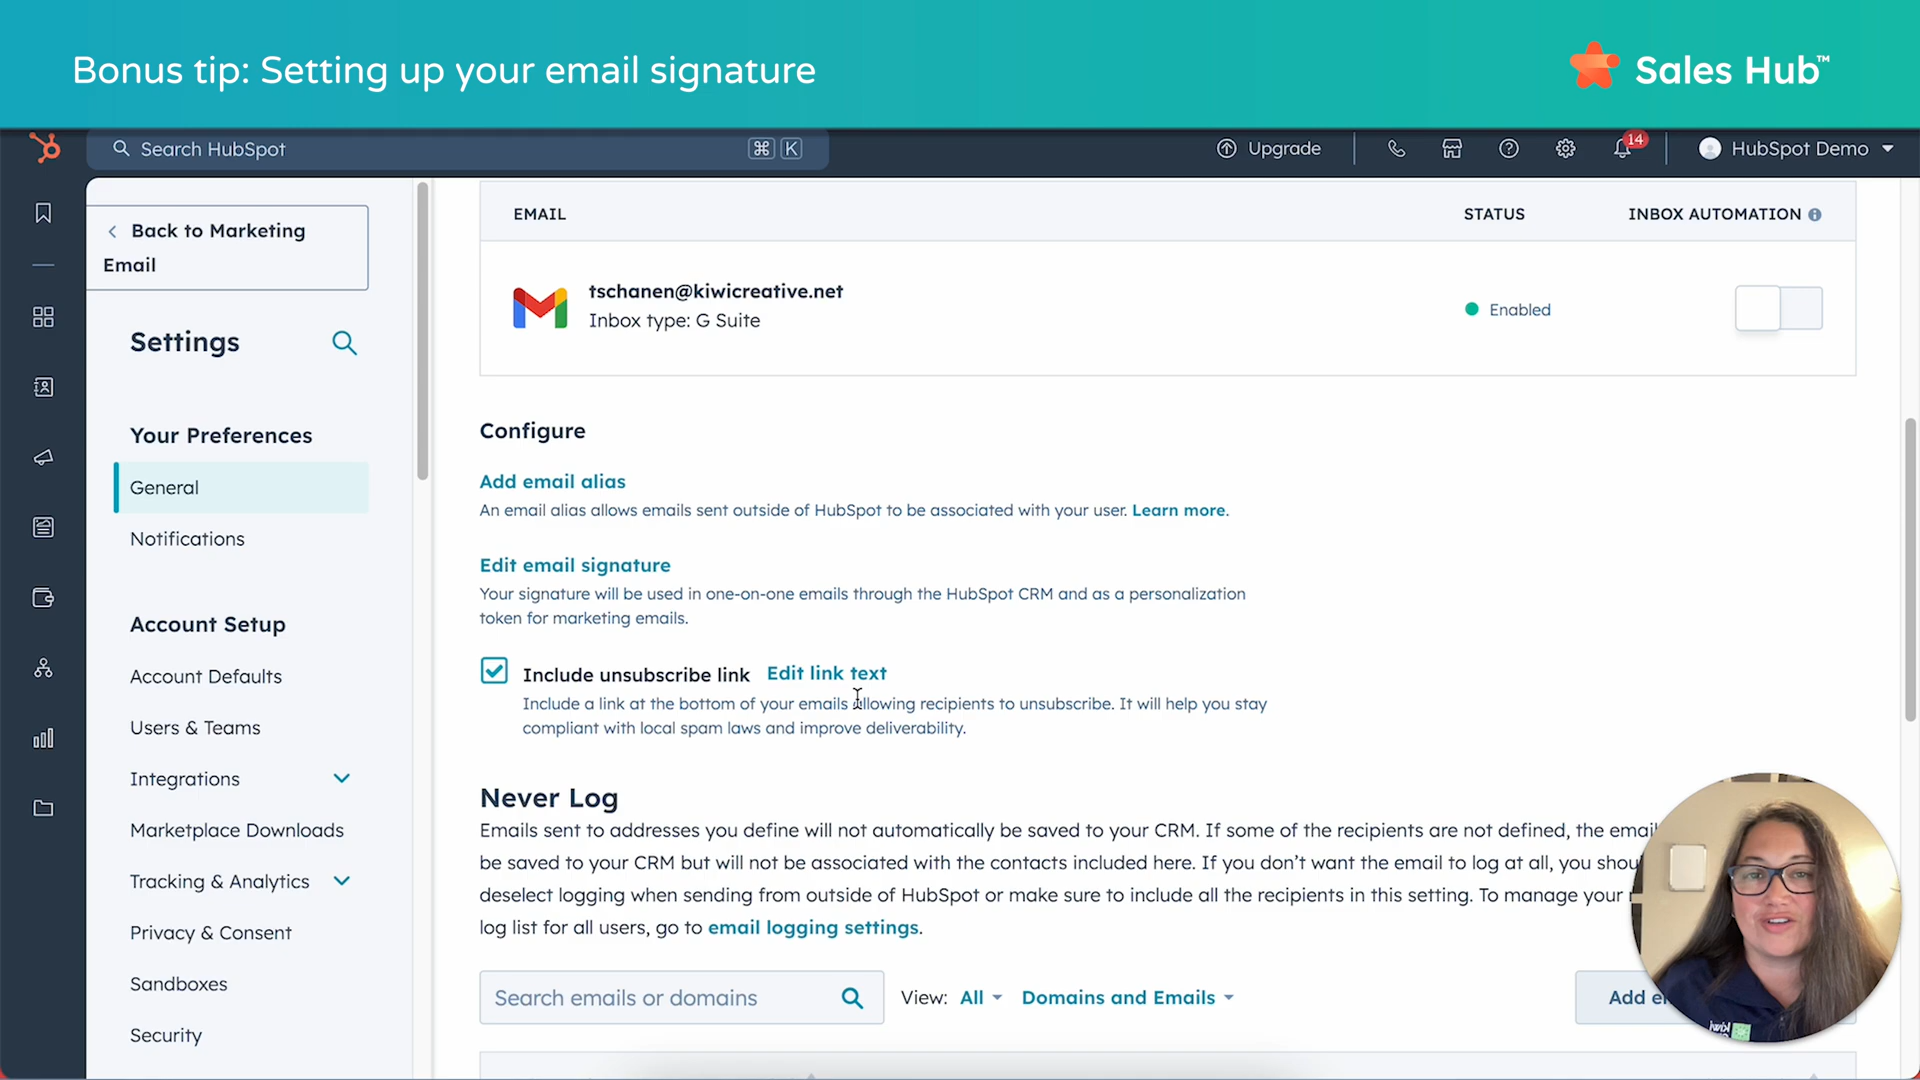 Bonus tip: Setting up your email signature
Sales Hub™
Search HubSpot
⌘ K
Upgrade
14
HubSpot Demo
Back to Marketing
Email
Settings
Your Preferences
General
Notifications
Account Setup
Account Defaults
Users & Teams
Integrations
Marketplace Downloads
Tracking & Analytics
Privacy & Consent
Sandboxes
Security
EMAIL
STATUS
INBOX AUTOMATION
tschanen@kiwicreative.net
Inbox type: G Suite
Enabled
Configure
Add email alias
An email alias allows emails sent outside of HubSpot to be associated with your user. Learn more.
Edit email signature
Your signature will be used in one-on-one emails through the HubSpot CRM and as a personalization
token for marketing emails.
Include unsubscribe link Edit link text
Include a link at the bottom of your emails allowing recipients to unsubscribe. It will help you stay
compliant with local spam laws and improve deliverability.
Never Log
Emails sent to addresses you define will not automatically be saved to your CRM. If some of the recipients are not defined, the email
be saved to your CRM but will not be associated with the contacts included here. If you don't want the email to log at all, you shou
deselect logging when sending from outside of HubSpot or make sure to include all the recipients in this setting. To manage your
log list for all users, go to email logging settings.
Search emails or domains
View: All
Domains and Emails
Add e